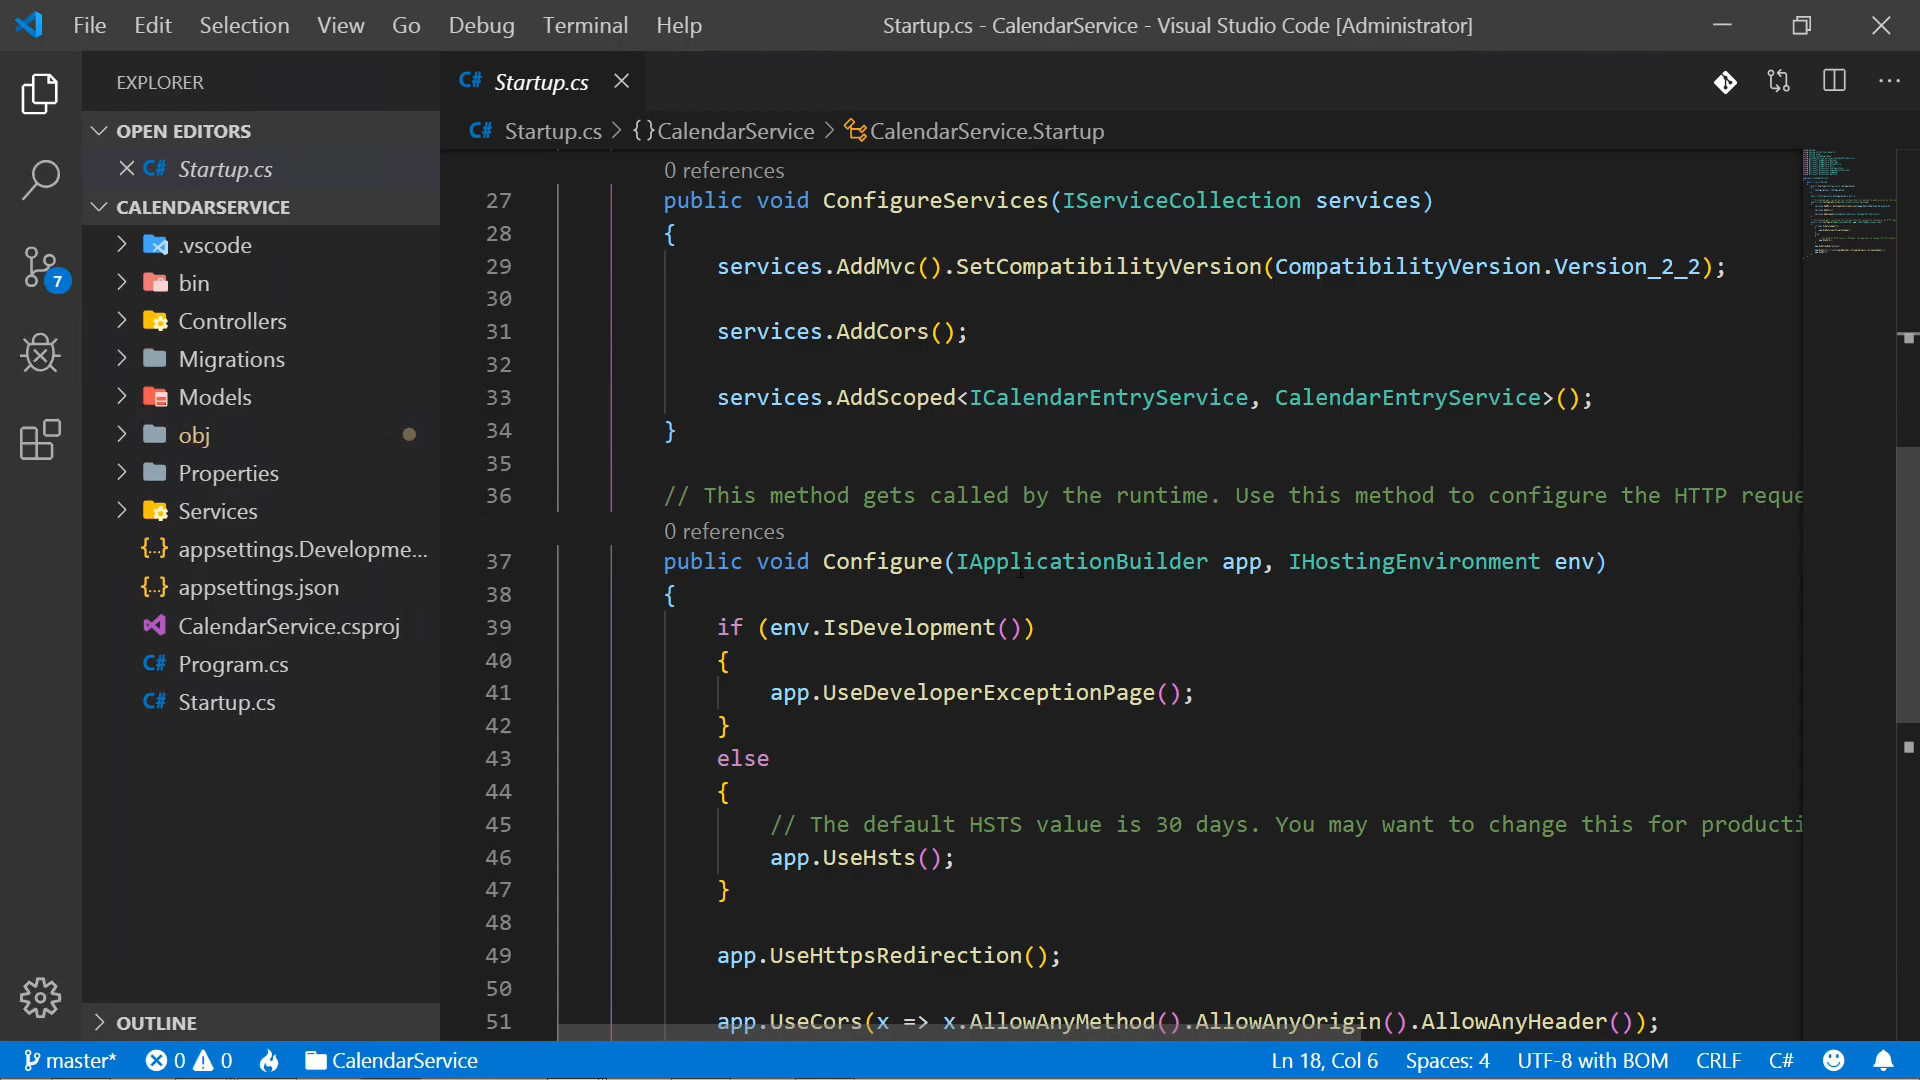 File Edit Selection View Go Debug Terminal Help
Startup.cs - CalendarService - Visual Studio Code [Administrator]
EXPLORER
OPEN EDITORS
C# Startup.cs
CALENDARSERVICE
.vscode
bin
Controllers
Migrations
Models
obj
Properties
Services
{..} appsettings.Developme...
{..} appsettings.json
CalendarService.csproj
C# Program.cs
C# Startup.cs
OUTLINE
7
C# Startup.cs
C# Startup.cs > {} CalendarService > CalendarService.Startup
0 references
27 public void ConfigureServices(IServiceCollection services)
28 {
29 services.AddMvc().SetCompatibilityVersion(CompatibilityVersion.Version_2_2);
30
31 services.AddCors();
32
33 services.AddScoped<ICalendarEntryService, CalendarEntryService>();
34 }
35
36 // This method gets called by the runtime. Use this method to configure the HTTP reque
0 references
37 public void Configure(IApplicationBuilder app, IHostingEnvironment env)
38 {
39 if (env.IsDevelopment())
40 {
41 app.UseDeveloperExceptionPage();
42 }
43 else
44 {
45 // The default HSTS value is 30 days. You may want to change this for producti
46 app.UseHsts();
47 }
48
49 app.UseHttpsRedirection();
50
51 app.UseCors(x => x.AllowAnyMethod().AllowAnyOrigin().AllowAnyHeader());
master* 0 0 CalendarService Ln 18, Col 6 Spaces: 4 UTF-8 with BOM CRLF C#